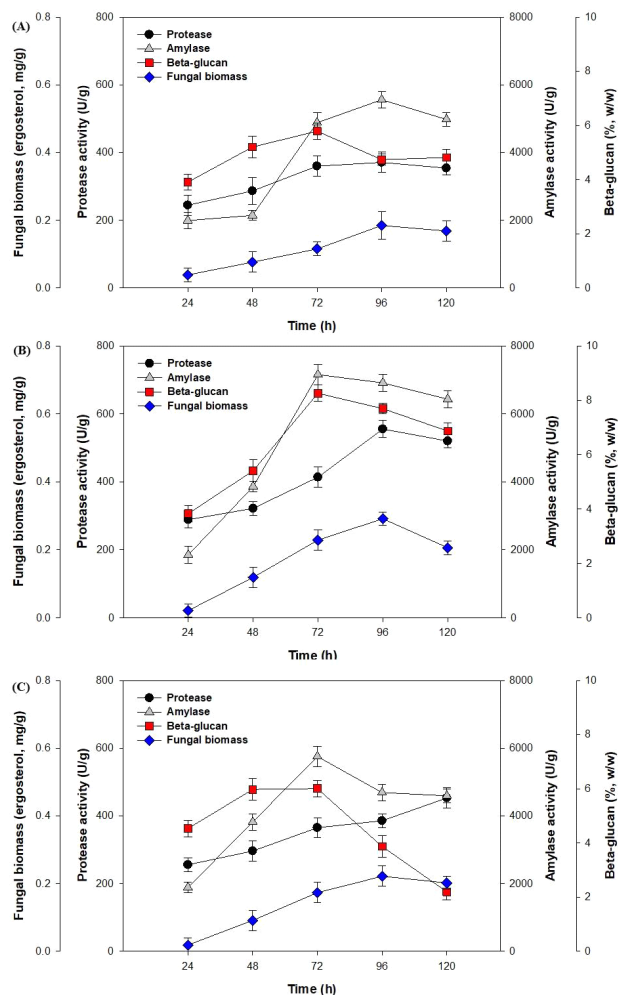 (A)
Fungal biomass (ergosterol, mg/g)
0.8
0.6
0.4
0.2
0.0
Protease activity (U/g)
800
600
400
200
0
Protease
Amylase
Beta-glucan
Fungal biomass
8000
6000
4000
2000
0
Amylase activity (U/g)
10
8
6
4
2
0
Beta-glucan (%, w/w)
24 48 72 96 120
Time (h)
(B)
Fungal biomass (ergosterol, mg/g)
0.8
0.6
0.4
0.2
0.0
Protease activity (U/g)
800
600
400
200
0
Protease
Amylase
Beta-glucan
Fungal biomass
8000
6000
4000
2000
0
Amylase activity (U/g)
10
8
6
4
2
0
Beta-glucan (%, w/w)
24 48 72 96 120
Time (h)
(C)
Fungal biomass (ergosterol, mg/g)
0.8
0.6
0.4
0.2
0.0
Protease activity (U/g)
800
600
400
200
0
Protease
Amylase
Beta-glucan
Fungal biomass
8000
6000
4000
2000
0
Amylase activity (U/g)
10
8
6
4
2
0
Beta-glucan (%, w/w)
24 48 72 96 120
Time (h)